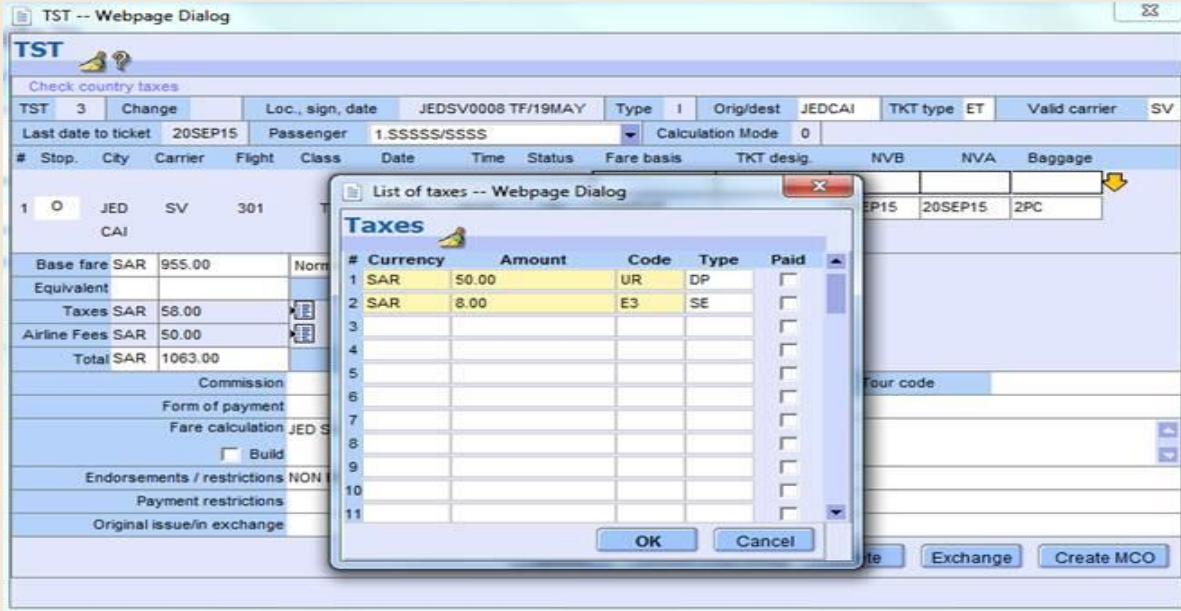 TST -- Webpage Dialog
TST
Check country taxes
TST 3 Change Loc., sign, date JEDSV0008 TF/19MAY Type I Orig/dest JEDCAI TKT type ET Valid carrier SV
Last date to ticket 20SEP15 Passenger 1.SSSSS/SSSS Calculation Mode 0
# Stop. City Carrier Flight Class Date Time Status Fare basis TKT desig. NVB NVA Baggage
1 O JED SV 301 T EP15 20SEP15 2PC
CAI
Base fare SAR 955.00 Norm
Equivalent
Taxes SAR 58.00
Airline Fees SAR 50.00
Total SAR 1063.00
Commission Tour code
Form of payment
Fare calculation JED S
Build
Endorsements / restrictions NON
Payment restrictions
Original issue/in exchange
Exchange Create MCO
List of taxes -- Webpage Dialog
Taxes
# Currency Amount Code Type Paid
1 SAR 50.00 UR DP
2 SAR 8.00 E3 SE
3
4
5
6
7
8
9
10
11
OK Cancel